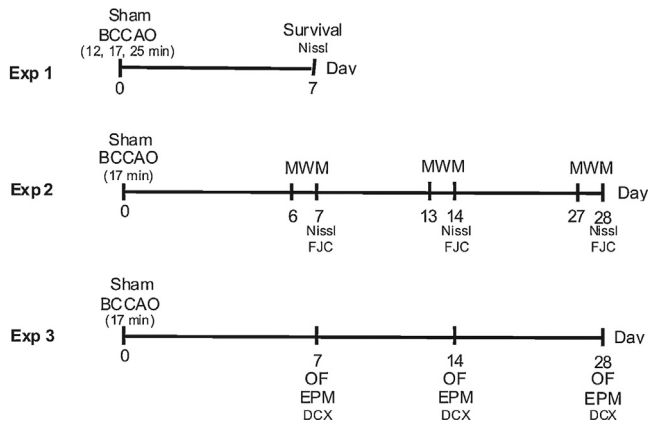 Sham
BCCAO
(12, 17, 25 min)
Survival
Nissl
Exp 1
Dav
0
7
Sham
BCCAO
(17 min)
MWM
MWM
MWM
Exp 2
Day
0
6
7
13
14
27
28
Nissl
Nissl
Nissl
FJC
FJC
FJC
Sham
BCCAO
(17 min)
Exp 3
Dav
0
7
14
28
OF
OF
OF
EPM
EPM
EPM
DCX
DCX
DCX